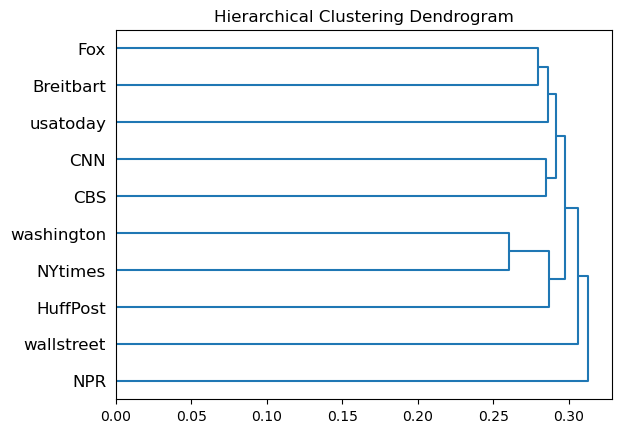 Hierarchical Clustering Dendrogram
Fox
Breitbart
usatoday
CNN
CBS
washington
NYtimes
HuffPost
wallstreet
NPR
0.00 0.05 0.10 0.15 0.20 0.25 0.30